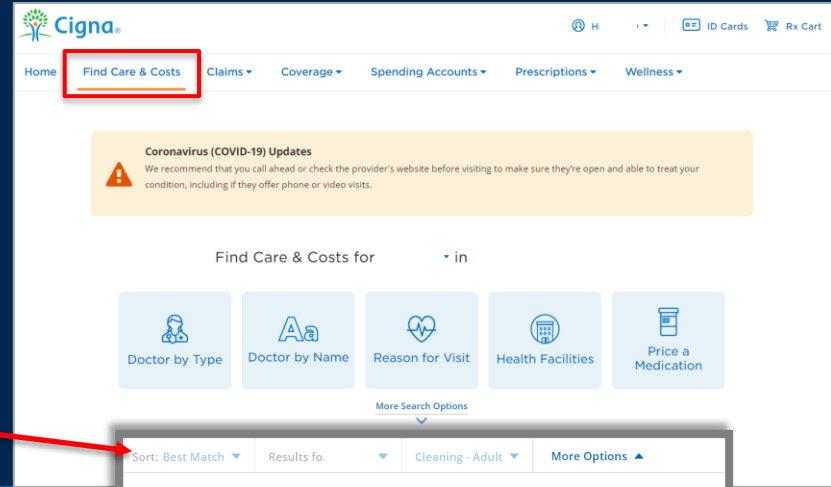 Cigna®
Hi
ID Cards
Rx Cart
Home Find Care & Costs Claims Coverage Spending Accounts Prescriptions Wellness
Coronavirus (COVID-19) Updates
We recommend that you call ahead or check the provider's website before visiting to make sure they're open and able to treat your
condition, including if they offer phone or video visits.
Find Care & Costs for in
Doctor by Type
Aa
Doctor by Name
Reason for Visit
Health Facilities
Price a
Medication
More Search Options
Sort: Best Match Results for Cleaning - Adult More Options